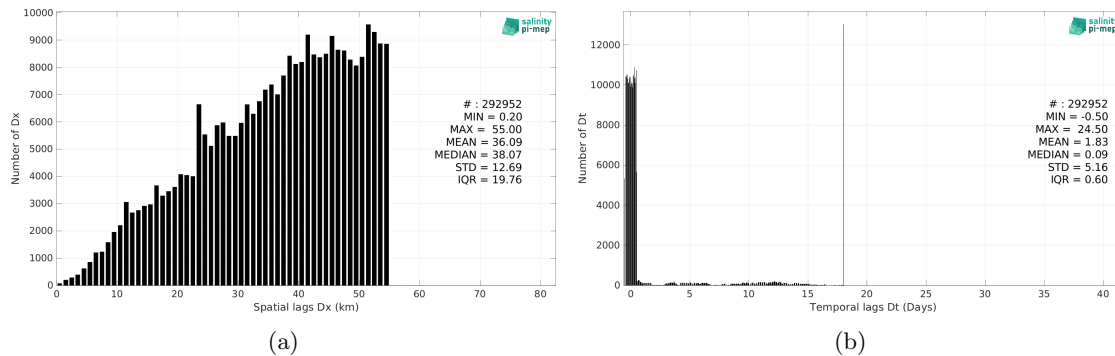 10000
9000
8000
7000
6000
5000
4000
3000
2000
1000
0
Number of Dx
0 10 20 30 40 50 60 70 80
Spatial lags Dx (km)
salinity
pi-mep
# : 292952
MIN = 0.20
MAX = 55.00
MEAN = 36.09
MEDIAN = 38.07
STD = 12.69
IQR = 19.76
(a)
12000
10000
8000
6000
4000
2000
0
Number of Dt
0 5 10 15 20 25 30 35 40
Temporal lags Dt (Days)
salinity
pi-mep
# : 292952
MIN = -0.50
MAX = 24.50
MEAN = 1.83
MEDIAN = 0.09
STD = 5.16
IQR = 0.60
(b)